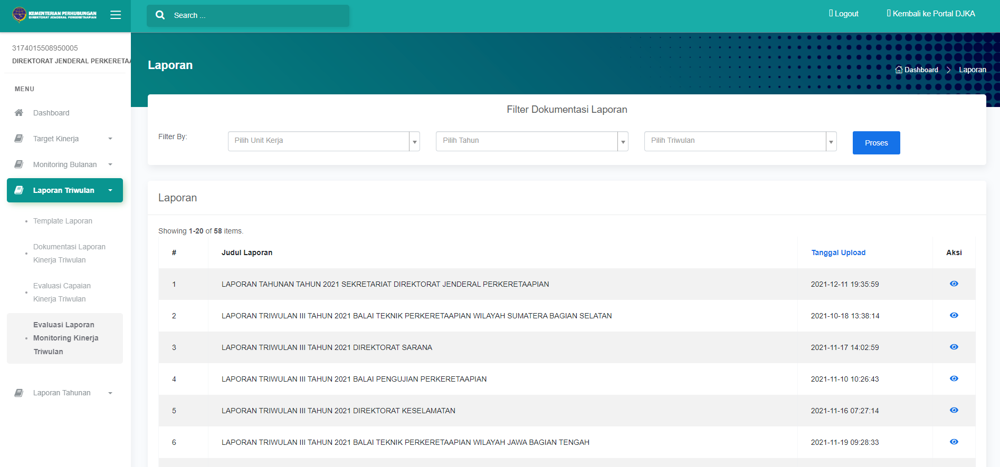 KEMENTERIAN PERHUBUNGAN
DIREKTORAT JENDERAL PERKERETAAPIAN
Search ...
Logout
Kembali ke Portal DJKA
3174015508950005
DIREKTORAT JENDERAL PERKERETAA
MENU
Dashboard
Target Kinerja
Monitoring Bulanan
Laporan Triwulan
Template Laporan
Dokumentasi Laporan
Kinerja Triwulan
Evaluasi Capaian
Kinerja Triwulan
Evaluasi Laporan
Monitoring Kinerja
Triwulan
Laporan Tahunan
Laporan
Dashboard > Laporan
Filter Dokumentasi Laporan
Filter By: Pilih Unit Kerja Pilih Tahun Pilih Triwulan Proses
Laporan
Showing 1-20 of 58 items.
# Judul Laporan Tanggal Upload Aksi
1 LAPORAN TAHUNAN TAHUN 2021 SEKRETARIAT DIREKTORAT JENDERAL PERKERETAAPIAN 2021-12-11 19:35:59
2 LAPORAN TRIWULAN III TAHUN 2021 BALAI TEKNIK PERKERETAAPIAN WILAYAH SUMATERA BAGIAN SELATAN 2021-10-18 13:38:14
3 LAPORAN TRIWULAN III TAHUN 2021 DIREKTORAT SARANA 2021-11-17 14:02:59
4 LAPORAN TRIWULAN III TAHUN 2021 BALAI PENGUJIAN PERKERETAAPIAN 2021-11-10 10:26:43
5 LAPORAN TRIWULAN III TAHUN 2021 DIREKTORAT KESELAMATAN 2021-11-16 07:27:14
6 LAPORAN TRIWULAN III TAHUN 2021 BALAI TEKNIK PERKERETAAPIAN WILAYAH JAWA BAGIAN TENGAH 2021-11-19 09:28:33